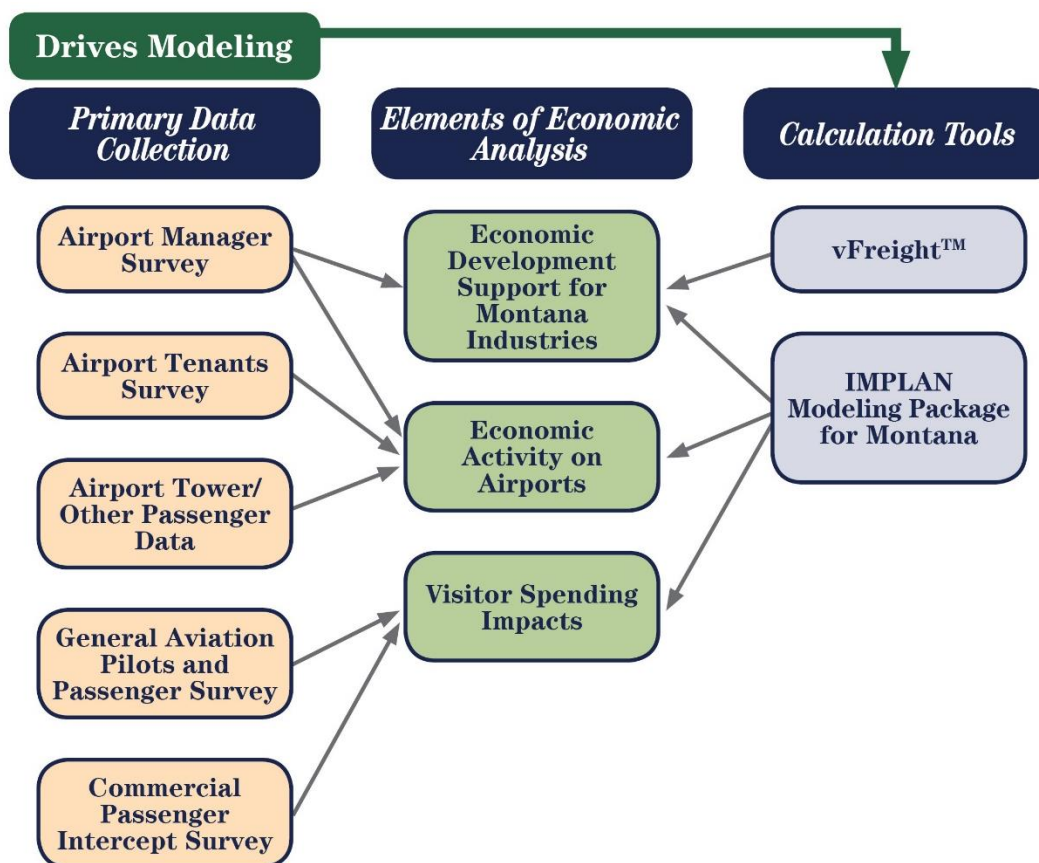 Drives Modeling
Primary Data
Collection
Elements of Economic
Analysis
Calculation Tools
Airport Manager
Survey
Airport Tenants
Survey
Airport Tower/
Other Passenger
Data
General Aviation
Pilots and
Passenger Survey
Commercial
Passenger
Intercept Survey
Economic
Development
Support for
Montana
Industries
Economic
Activity on
Airports
Visitor Spending
Impacts
vFreight™
IMPLAN
Modeling Package
for Montana